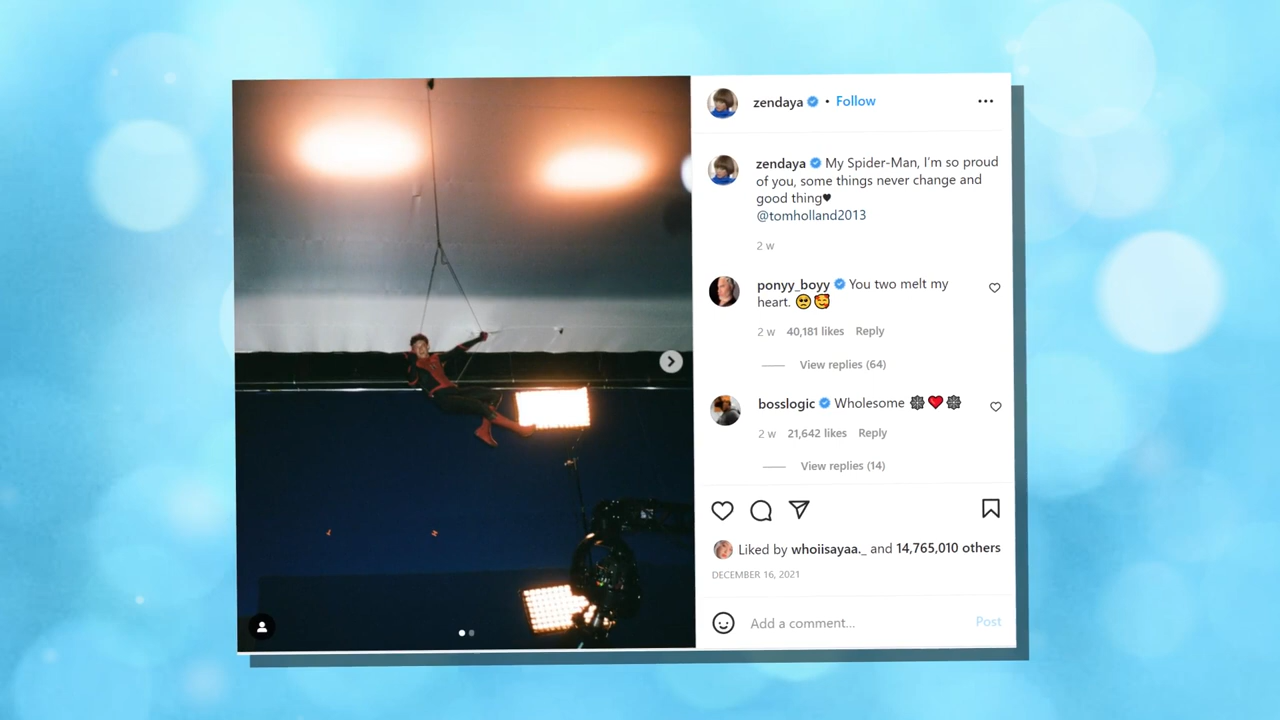 zendaya • Follow
zendaya My Spider-Man, I'm so proud
of you, some things never change and
good thing🖤
@tomholland2013
2 w
ponyy_boyy You two melt my
heart. 🥺🥰
2 w 40,181 likes Reply
View replies (64)
bosslogic Wholesome 🕸❤️🕸
2 w 21,642 likes Reply
View replies (14)
Liked by whoiisayaa._ and 14,765,010 others
DECEMBER 16, 2021
Add a comment... Post